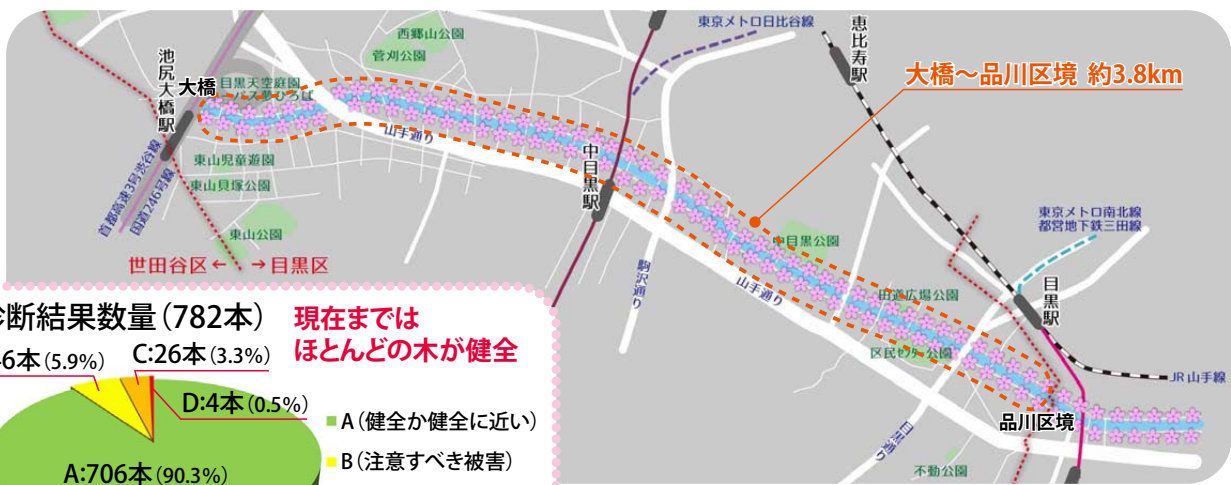 東京メトロ日比谷線
恵比寿駅
西郷山公園
菅刈公園
池尻大橋駅
大橋
目黒天空庭園
大橋～品川区境 約3.8km
山手通り
中目黒駅
東山児童遊園
東山貝塚公園
首都高速3号渋谷線
国道246号線
東山公園
世田谷区← →目黒区
中目黒公園
東京メトロ南北線
都営地下鉄三田線
駒沢通り
山手通り
目黒駅
田道広場公園
区民センター公園
JR山手線
品川区境
目黒通り
不動公園
断結果数量(782本)
現在までは
ほとんどの木が健全
6本(5.9%)
C:26本(3.3%)
D:4本(0.5%)
A:706本(90.3%)
A(健全か健全に近い)
B(注意すべき被害)